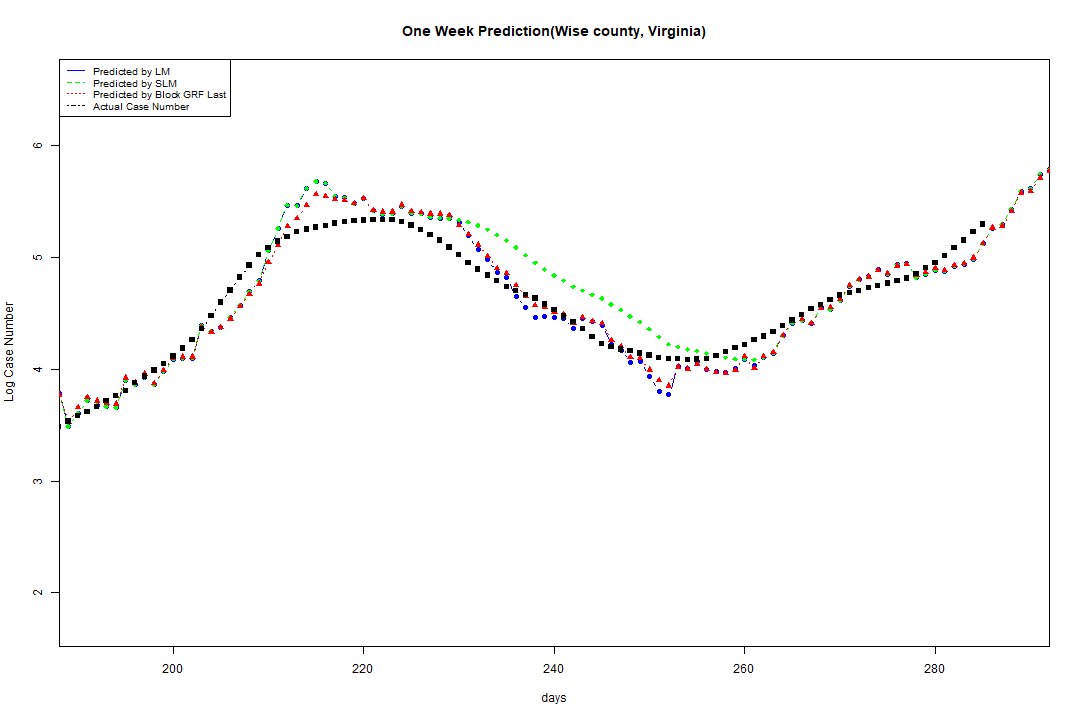 One Week Prediction(Wise county, Virginia)
Predicted by LM
Predicted by SLM
Predicted by Block GRF Last
Actual Case Number
6
5
4
3
2
Log Case Number
200
220
240
260
280
days